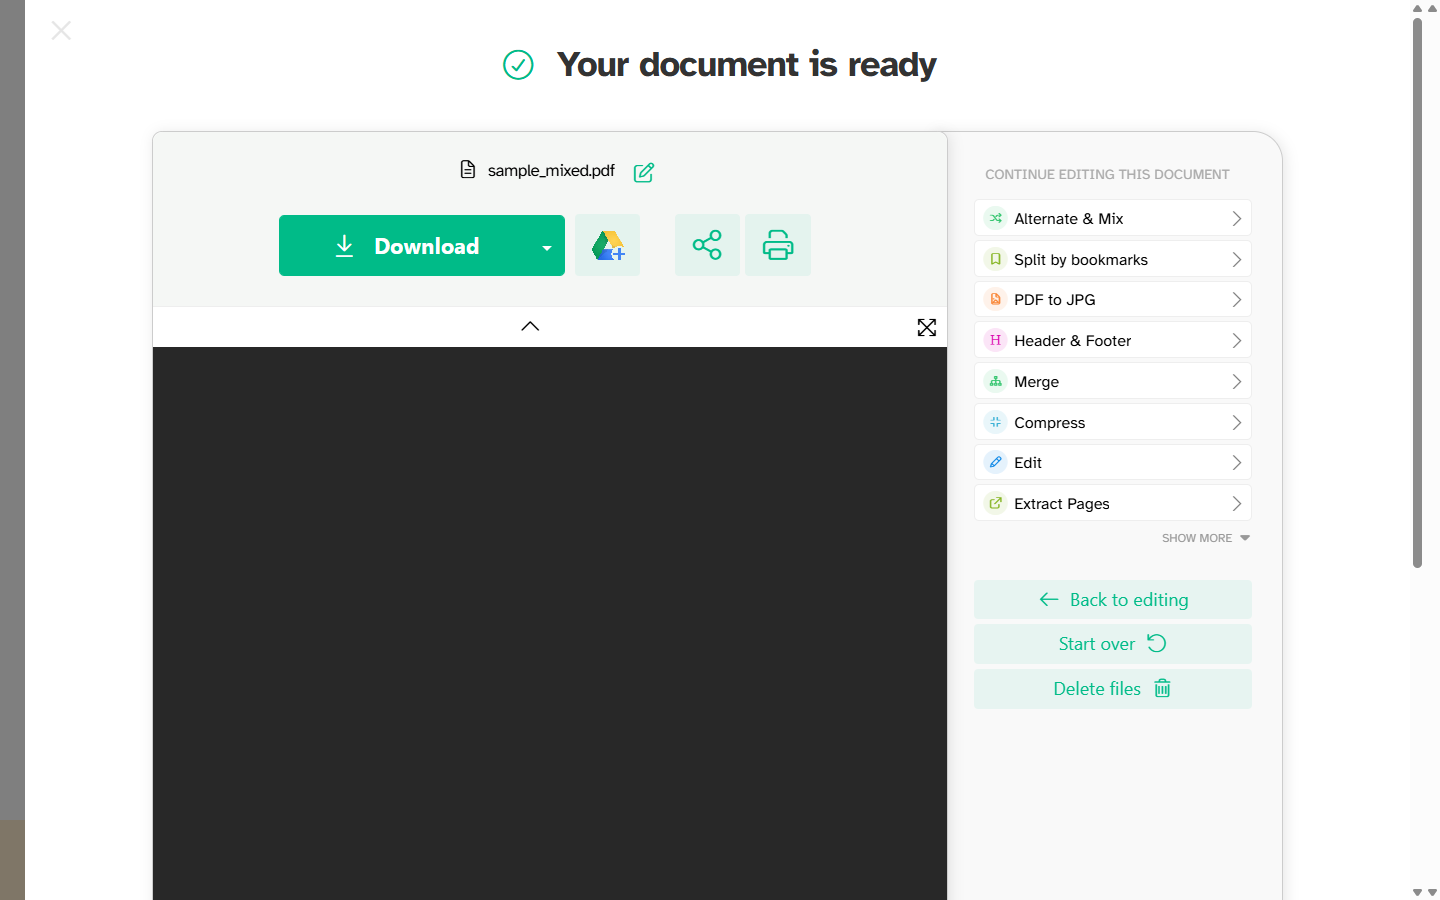 Your document is ready
sample_mixed.pdf
Download
CONTINUE EDITING THIS DOCUMENT
Alternate & Mix
Split by bookmarks
PDF to JPG
H Header & Footer
Merge
Compress
Edit
Extract Pages
SHOW MORE
Back to editing
Start over
Delete files